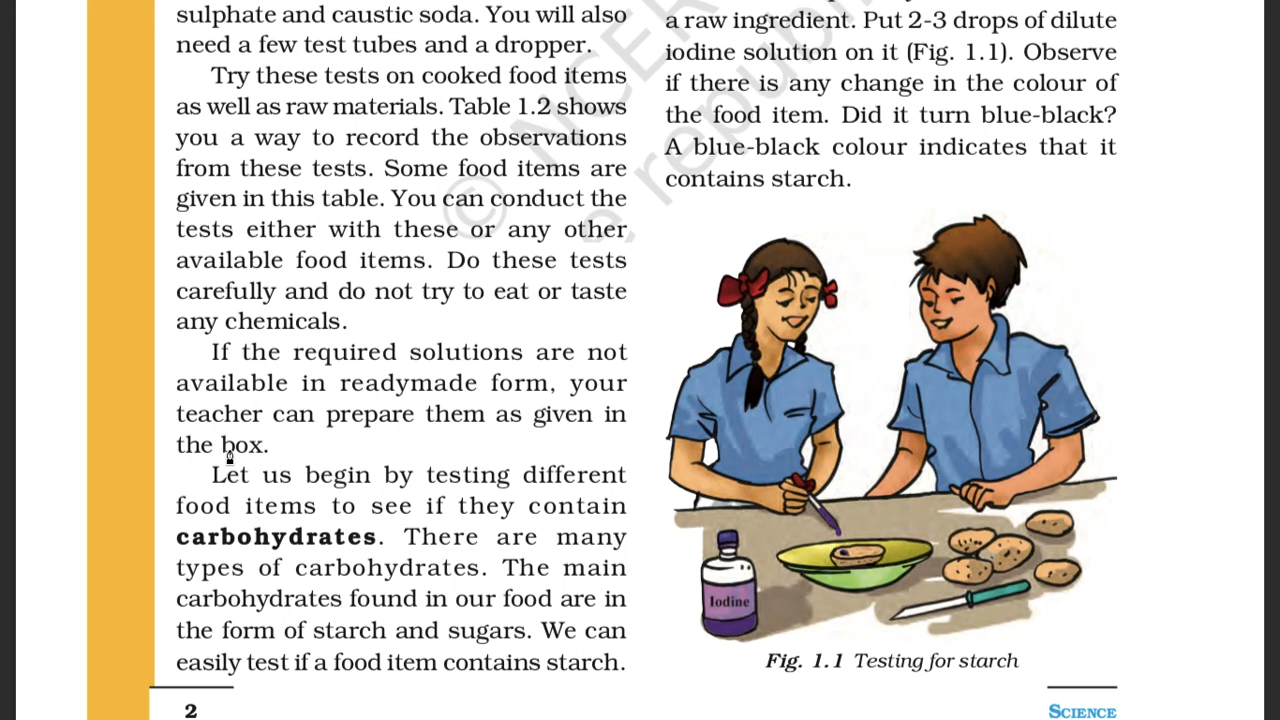 sulphate and caustic soda. You will also
need a few test tubes and a dropper.
Try these tests on cooked food items
as well as raw materials. Table 1.2 shows
you a way to record the observations
from these tests. Some food items are
given in this table. You can conduct the
tests either with these or any other
available food items. Do these tests
carefully and do not try to eat or taste
any chemicals.
If the required solutions are not
available in readymade form, your
teacher can prepare them as given in
the box.
Let us begin by testing different
food items to see if they contain
carbohydrates. There are many
types of carbohydrates. The main
carbohydrates found in our food are in
the form of starch and sugars. We can
easily test if a food item contains starch.
2
a raw ingredient. Put 2-3 drops of dilute
iodine solution on it (Fig. 1.1). Observe
if there is any change in the colour of
the food item. Did it turn blue-black?
A blue-black colour indicates that it
contains starch.
Iodine
Fig. 1.1 Testing for starch
SCIENCE
© NCER
republi